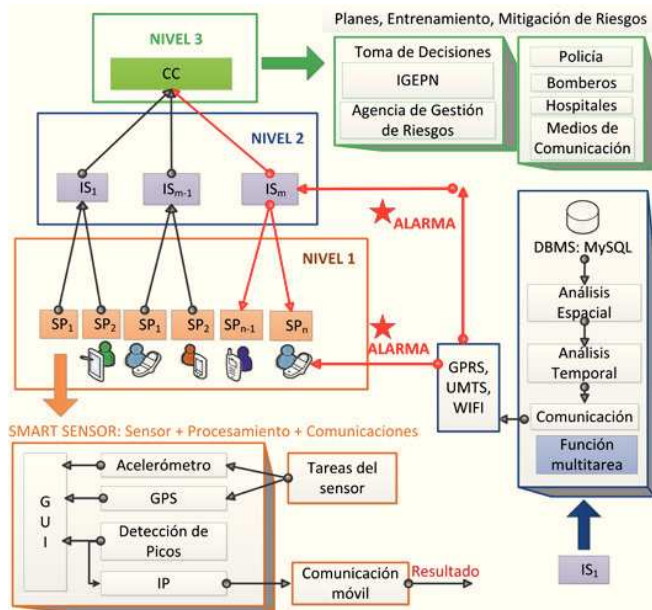 Planes, Entrenamiento, Mitigación de Riesgos
NIVEL 3
CC
Toma de Decisiones
IGEPN
Agencia de Gestión
de Riesgos
Policía
Bomberos
Hospitales
Medios de
Comunicación
NIVEL 2
IS1
ISm-1
ISm
ALARMA
NIVEL 1
SP1
SP2
SP1
SP2
SPn-1
SPn
ALARMA
GPRS,
UMTS,
WIFI
DBMS: MySQL
Análisis
Espacial
Análisis
Temporal
Comunicación
Función
multitarea
IS1
SMART SENSOR: Sensor + Procesamiento + Comunicaciones
G
U
I
Acelerómetro
GPS
Detección de
Picos
IP
Tareas del
sensor
Comunicación
móvil
Resultado